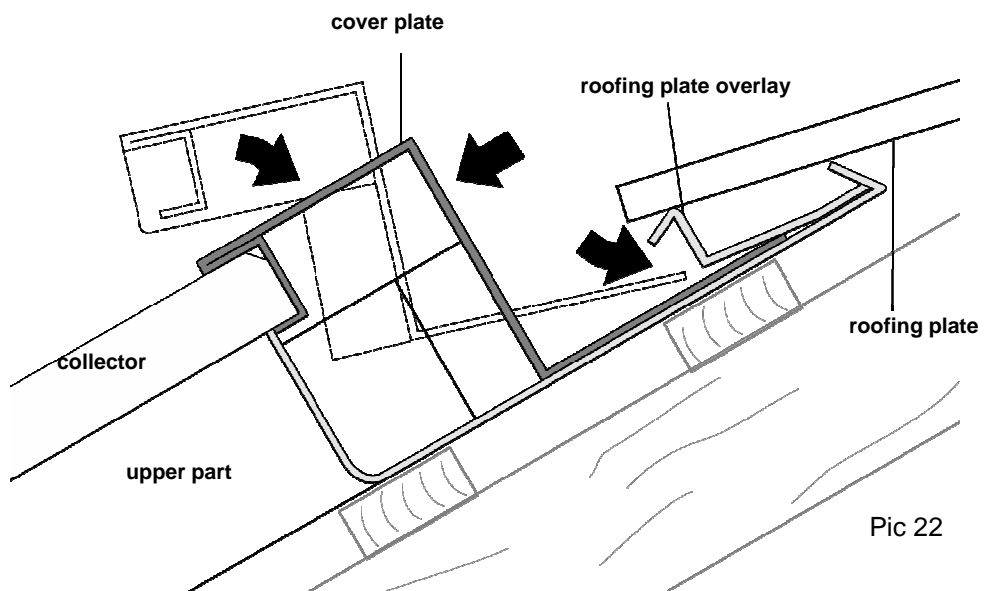 cover plate
roofing plate overlay
roofing plate
collector
upper part
Pic 22